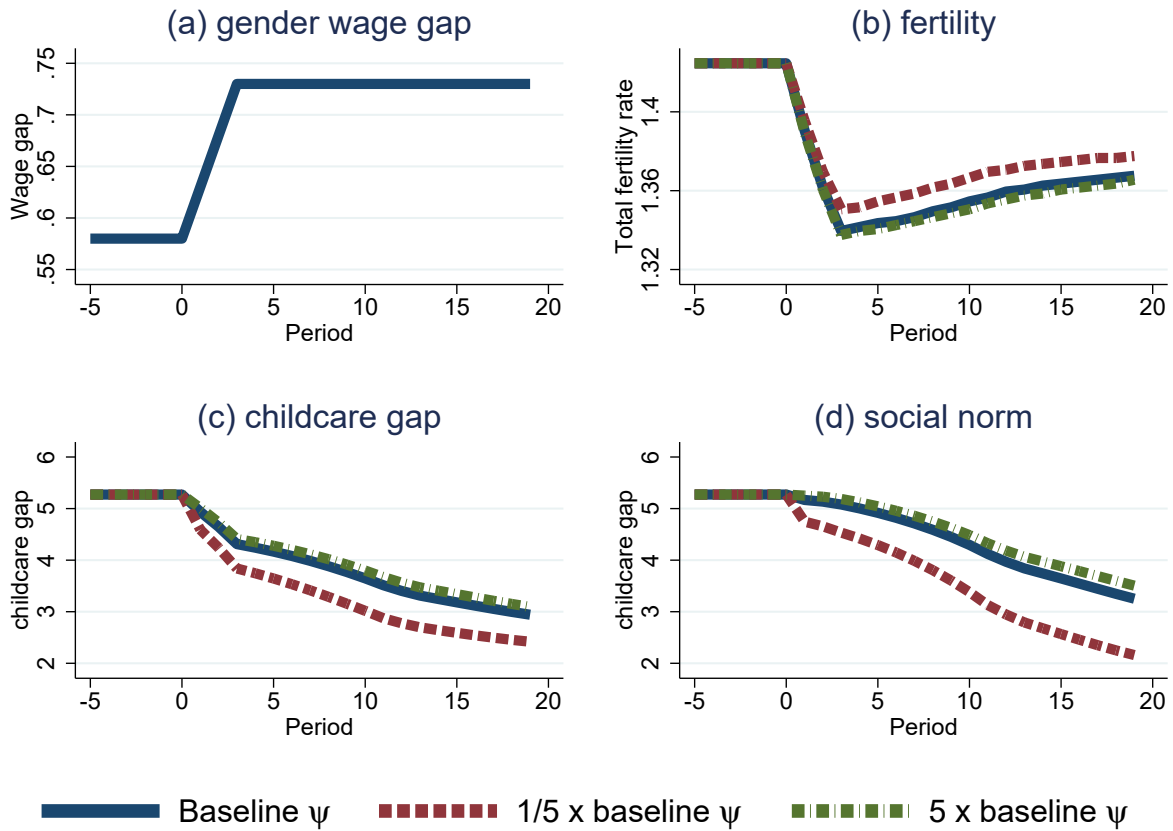 (a) gender wage gap
Wage gap
.75
.7
.65
.6
.55
-5 0 5 10 15 20
Period
(b) fertility
Total fertility rate
1.4
1.36
1.32
-5 0 5 10 15 20
Period
(c) childcare gap
childcare gap
6
5
4
3
2
-5 0 5 10 15 20
Period
(d) social norm
childcare gap
6
5
4
3
2
-5 0 5 10 15 20
Period
Baseline ψ 1/5 x baseline ψ 5 x baseline ψ